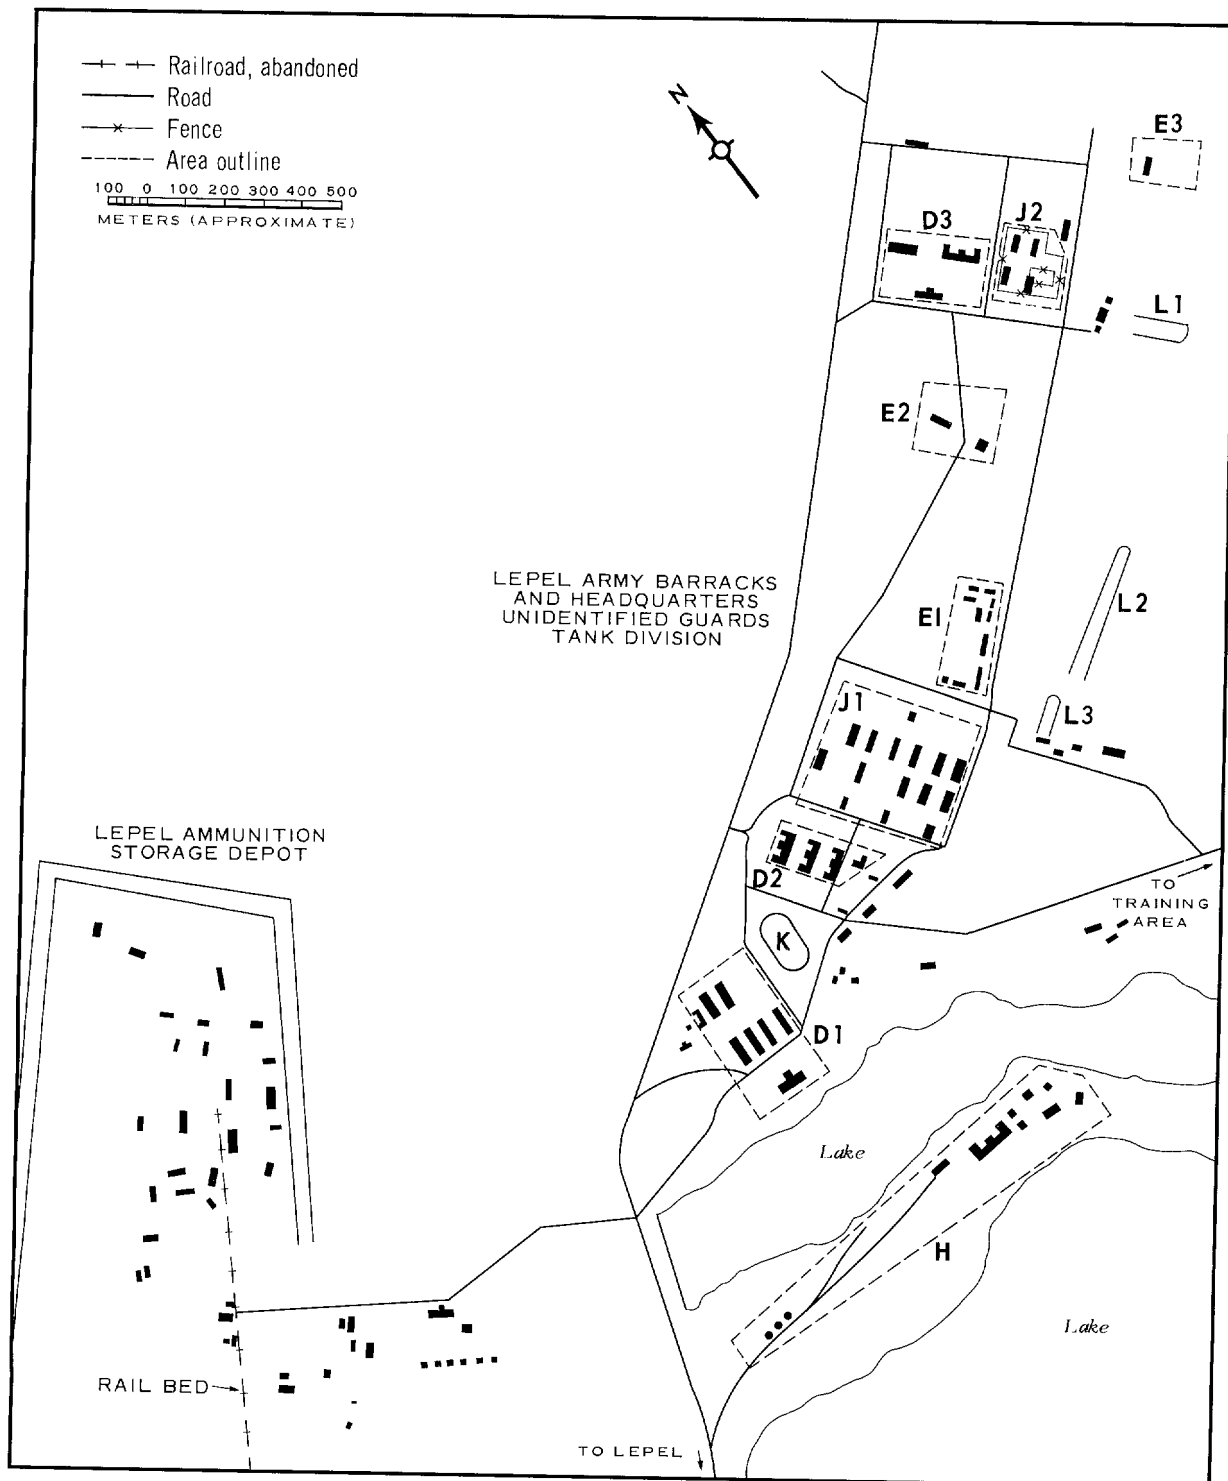 Railroad, abandoned
Road
Fence
Area outline
100 0 100 200 300 400 500
METERS (APPROXIMATE)
N
E3
D3
J2
L1
E2
LEPEL ARMY BARRACKS
AND HEADQUARTERS
UNIDENTIFIED GUARDS
TANK DIVISION
E1
L2
J1
L3
LEPEL AMMUNITION
STORAGE DEPOT
D2
TO
TRAINING
AREA
K
D1
Lake
H
Lake
RAIL BED
TO LEPEL